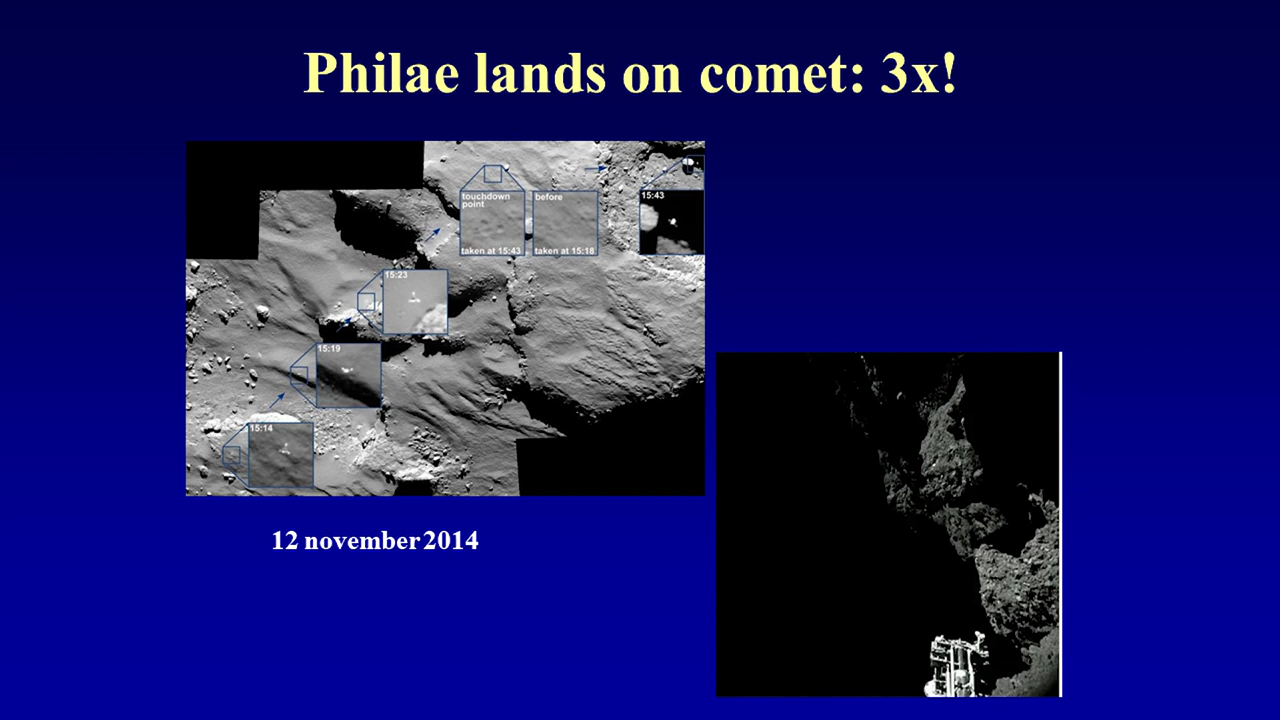 Philae lands on comet: 3x!
touchdown
point
taken at 15:43
before
taken at 15:18
15:43
15:23
15:19
15:14
12 november 2014